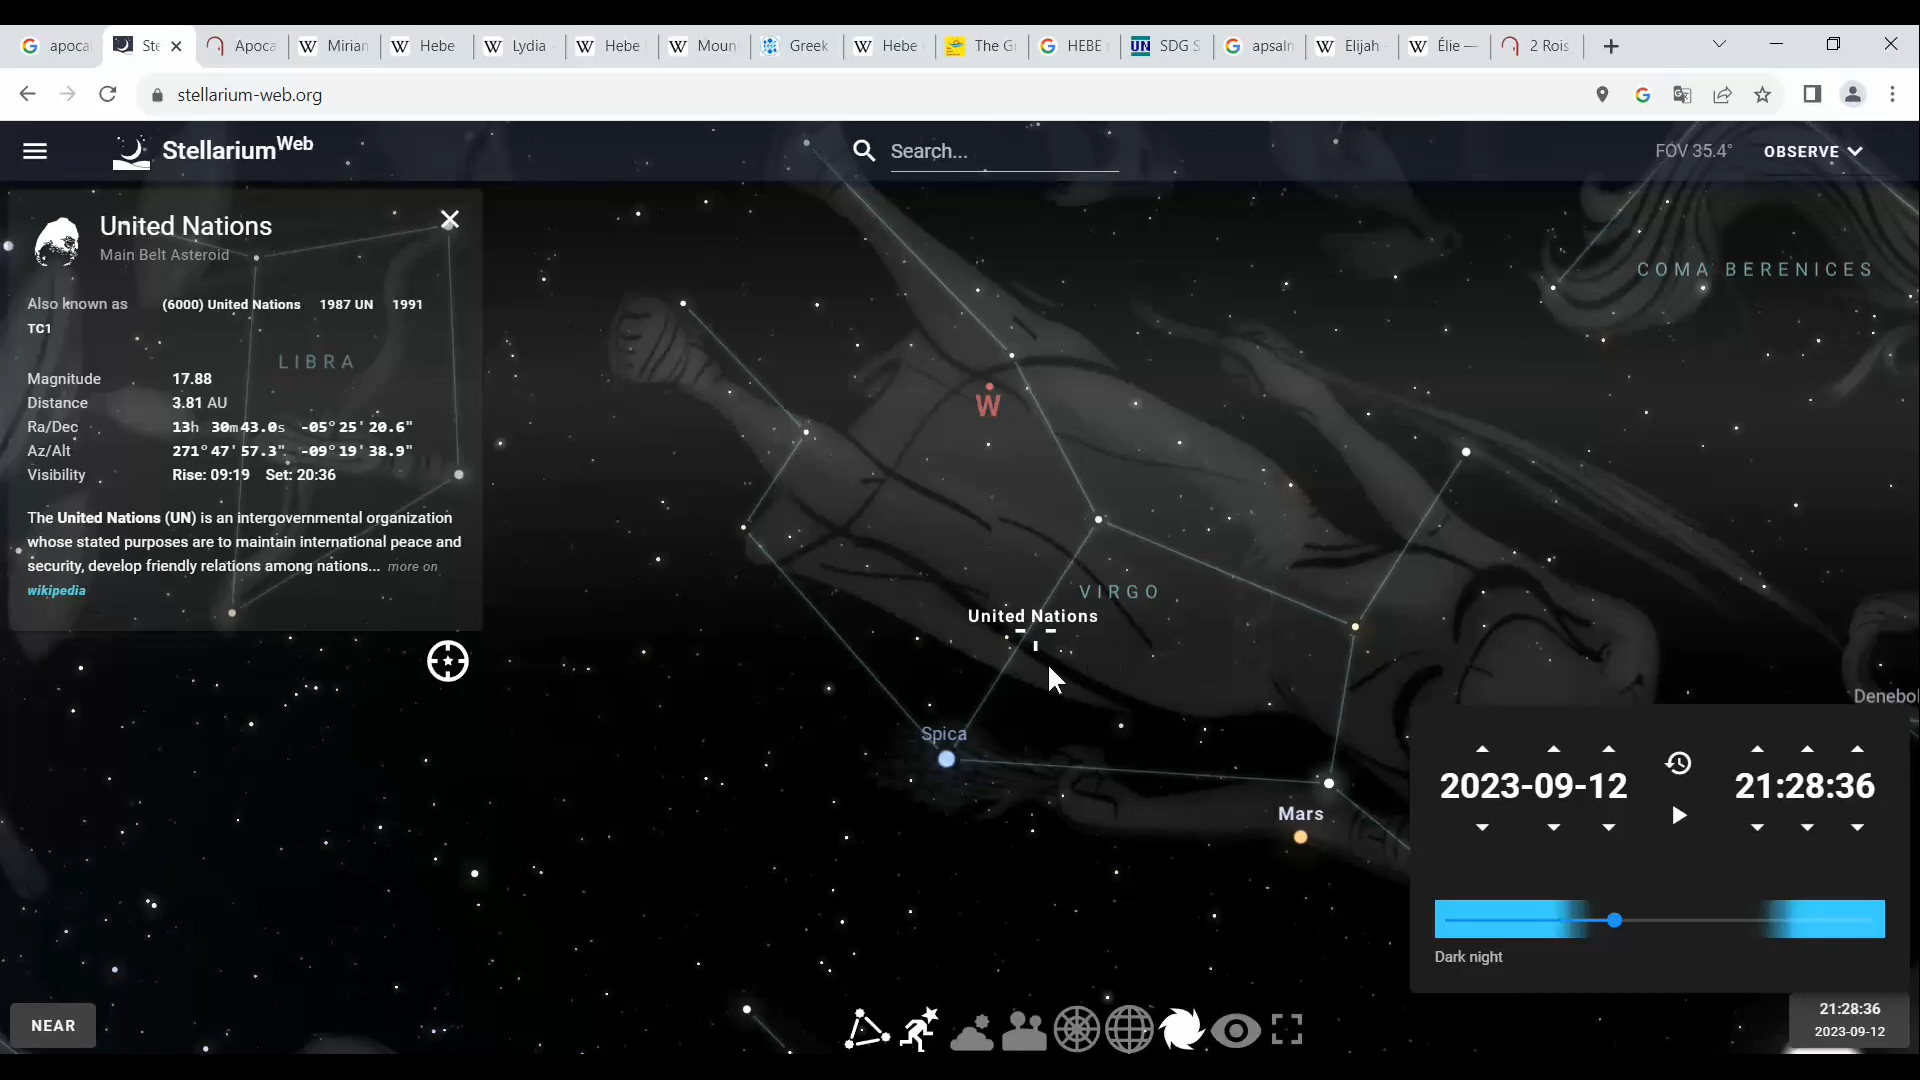 apoca
Ste
Apoca
Mirian
Hebe
Lydia
Hebe
Moun
Greek
Hebe
The G
HEBE
UN SDG S
apsaln
Elijah
Élie —
2 Rois
stellarium-web.org
StellariumWeb
Search...
FOV 35.4°
OBSERVE
United Nations
Main Belt Asteroid
Also known as (6000) United Nations 1987 UN 1991
TC1
Magnitude 17.88
Distance 3.81 AU
Ra/Dec 13h 30m43.0s -05°25'20.6"
Az/Alt 271°47'57.3" -09°19'38.9"
Visibility Rise: 09:19 Set: 20:36
The United Nations (UN) is an intergovernmental organization
whose stated purposes are to maintain international peace and
security, develop friendly relations among nations... more on
wikipedia
LIBRA
COMA BERENICES
W
VIRGO
United Nations
Denebol
Spica
Mars
2023-09-12
21:28:36
Dark night
NEAR
21:28:36
2023-09-12